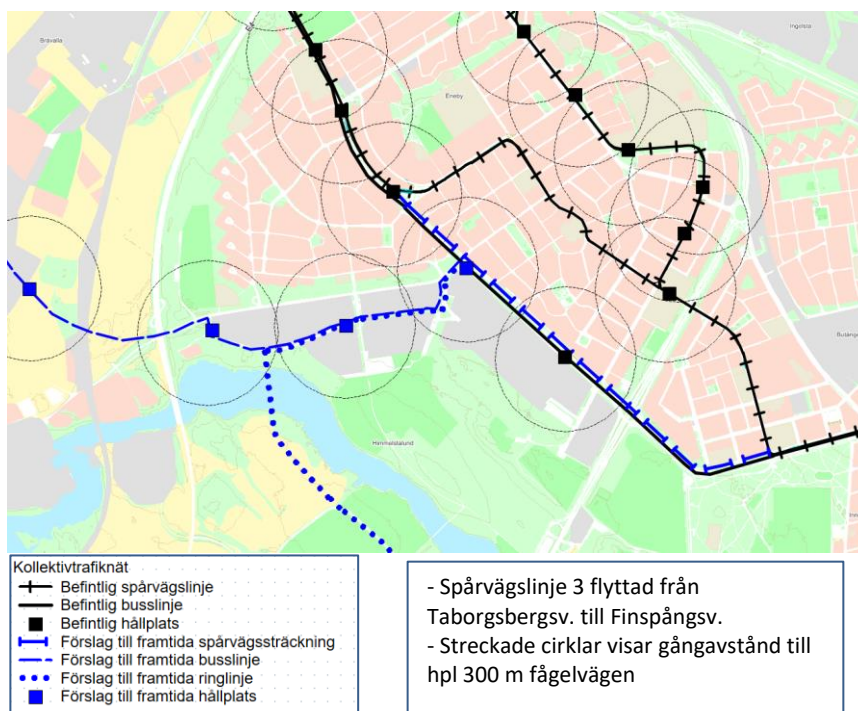 Bråvalla
E4
Eneby
Ingelsta
Himmelstalund
Kollektivtrafiknät
Befintlig spårvägslinje
Befintlig busslinje
Befintlig hållplats
Förslag till framtida spårvägssträckning
Förslag till framtida busslinje
Förslag till framtida ringlinje
Förslag till framtida hållplats
- Spårvägslinje 3 flyttad från
Taborgsbergsv. till Finspångsv.
- Streckade cirklar visar gångavstånd till
hpl 300 m fågelvägen